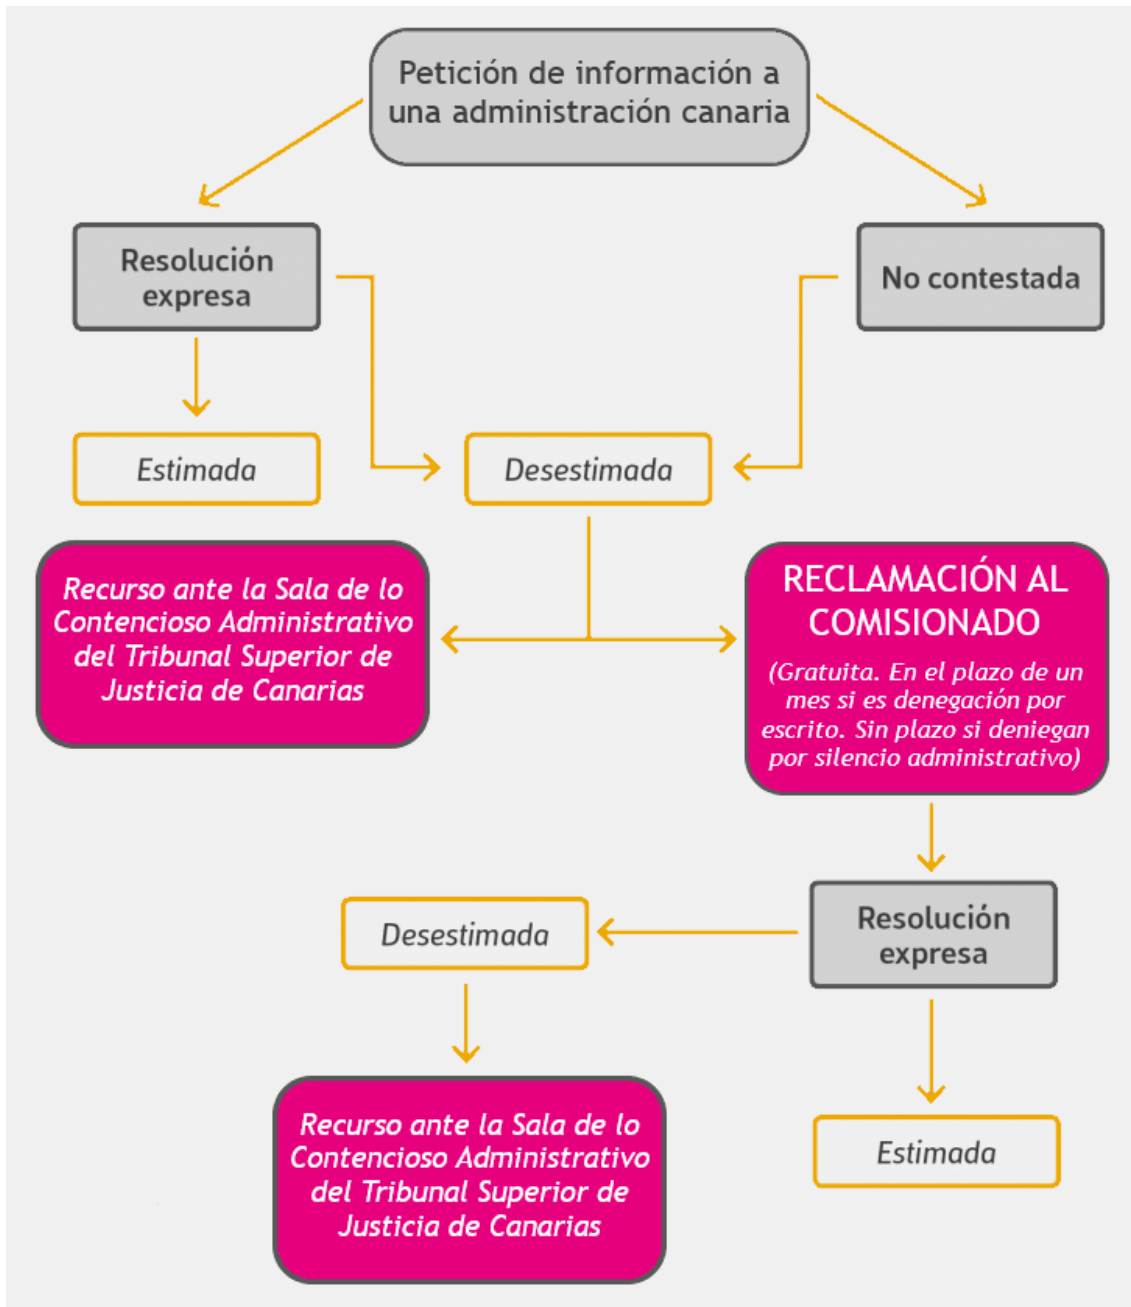 Petición de información a
una administración canaria
Resolución
expresa
No contestada
Estimada
Desestimada
Recurso ante la Sala de lo
Contencioso Administrativo
del Tribunal Superior de
Justicia de Canarias
RECLAMACIÓN AL
COMISIONADO
(Gratuita. En el plazo de un
mes si es denegación por
escrito. Sin plazo si deniegan
por silencio administrativo)
Resolución
expresa
Desestimada
Recurso ante la Sala de lo
Contencioso Administrativo
del Tribunal Superior de
Justicia de Canarias
Estimada